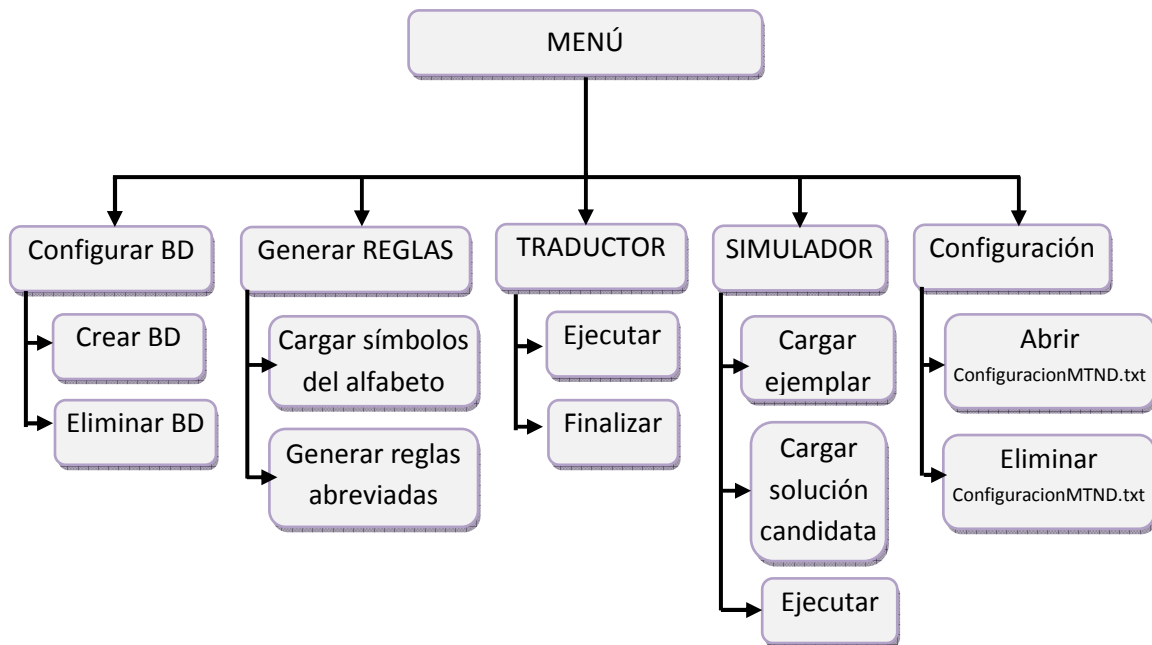 MENÚ
Configurar BD
Generar REGLAS
TRADUCTOR
SIMULADOR
Configuración
Crear BD
Eliminar BD
Cargar símbolos
del alfabeto
Generar reglas
abreviadas
Ejecutar
Finalizar
Cargar
ejemplar
Cargar
solución
candidata
Ejecutar
Abrir
ConfiguracionMTND.txt
Eliminar
ConfiguracionMTND.txt